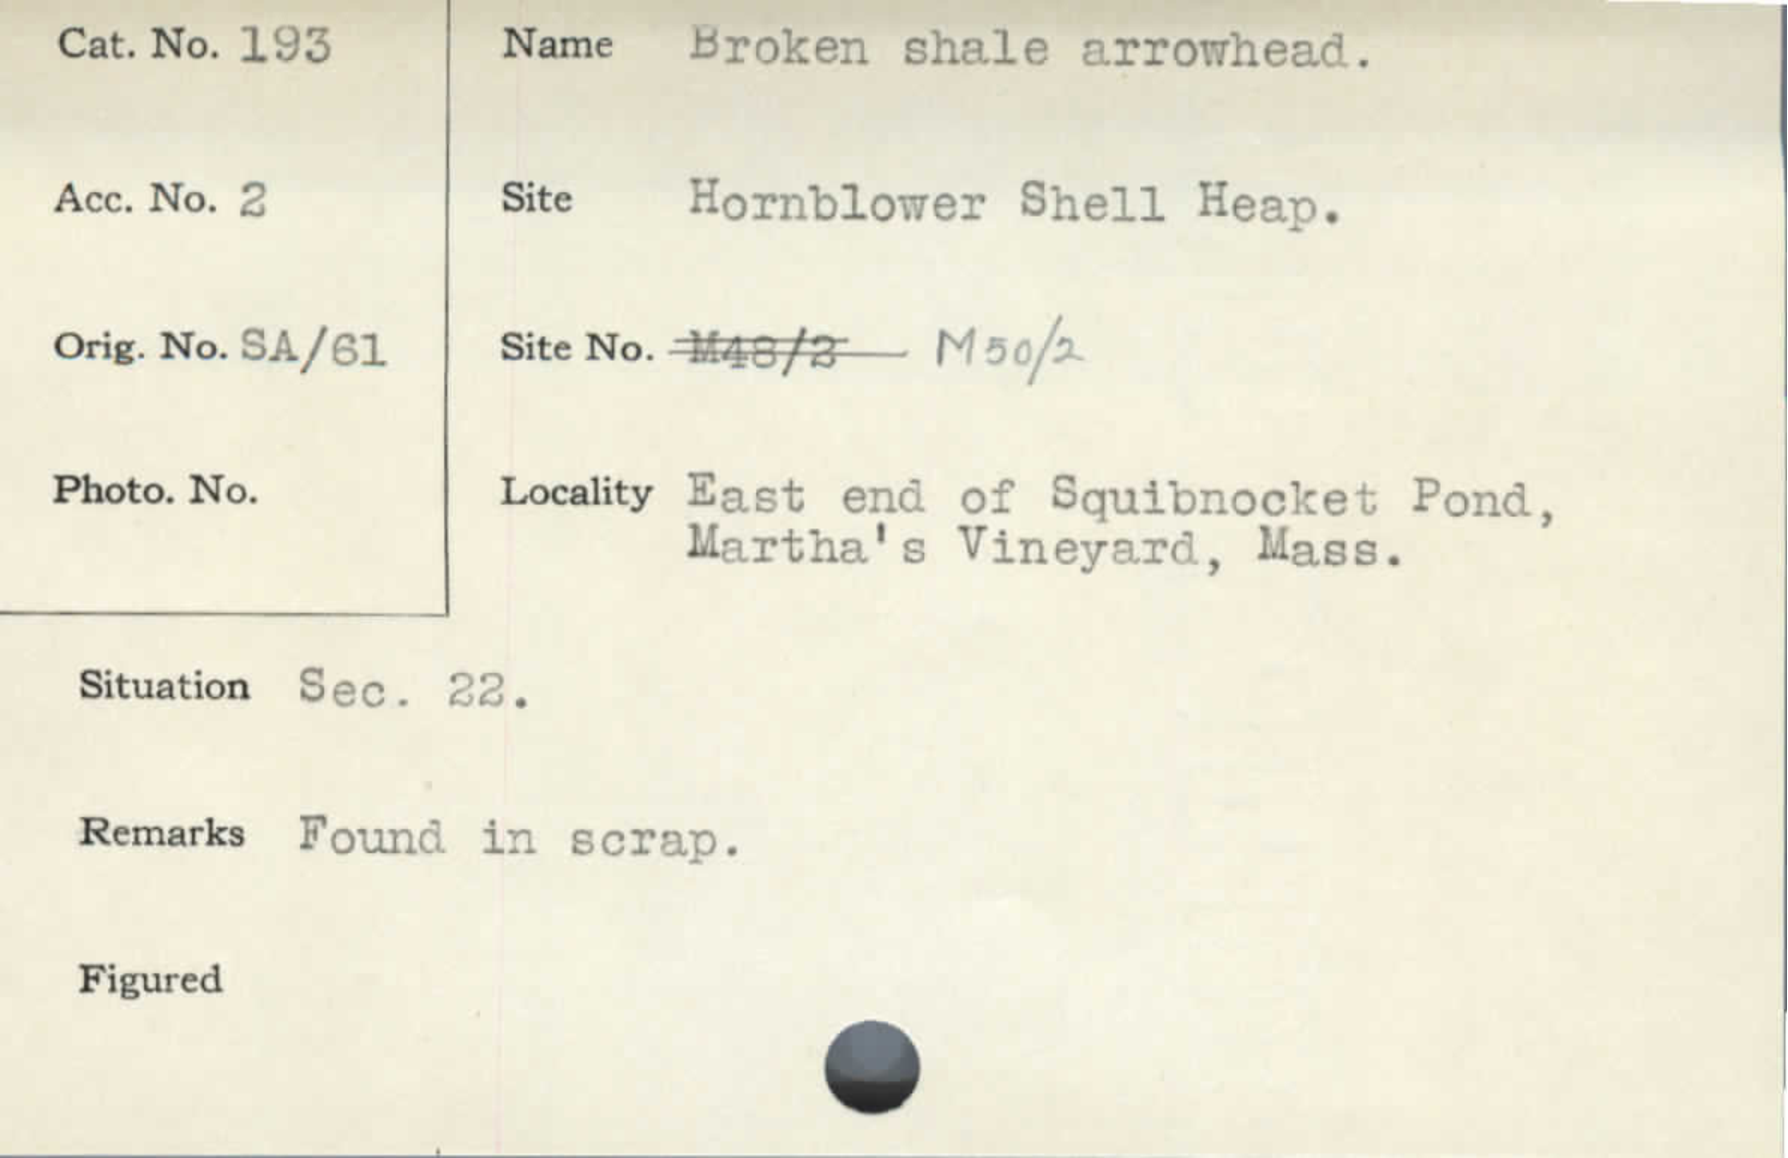 Cat. No. 193
Name Broken shale arrowhead.
Acc. No. 2
Site Hornblower Shell Heap.
Orig. No. SA/61
Site No. M48/2 M50/2
Photo. No.
Locality East end of Squibnocket Pond,
Martha's Vineyard, Mass.
Situation Sec. 22.
Remarks Found in scrap.
Figured